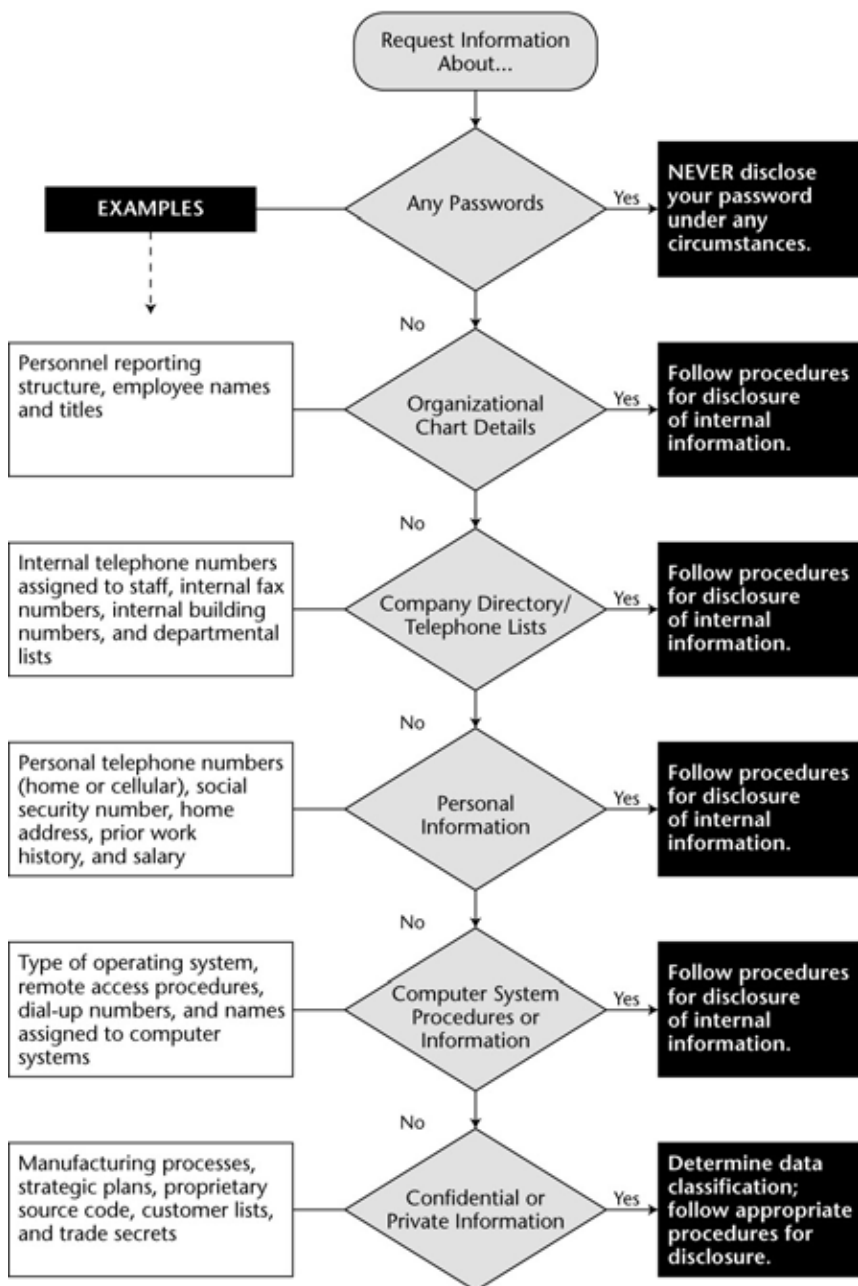 Request Information
About...
EXAMPLES
Any Passwords
Yes
NEVER disclose
your password
under any
circumstances.
No
Personnel reporting
structure, employee names
and titles
Organizational
Chart Details
Yes
Follow procedures
for disclosure
of internal
information.
No
Internal telephone numbers
assigned to staff, internal fax
numbers, internal building
numbers, and departmental
lists
Company Directory/
Telephone Lists
Yes
Follow procedures
for disclosure
of internal
information.
No
Personal telephone numbers
(home or cellular), social
security number, home
address, prior work
history, and salary
Personal
Information
Yes
Follow procedures
for disclosure
of internal
information.
No
Type of operating system,
remote access procedures,
dial-up numbers, and names
assigned to computer
systems
Computer System
Procedures or
Information
Yes
Follow procedures
for disclosure
of internal
information.
No
Manufacturing processes,
strategic plans, proprietary
source code, customer lists,
and trade secrets
Confidential or
Private Information
Yes
Determine data
classification;
follow appropriate
procedures for
disclosure.